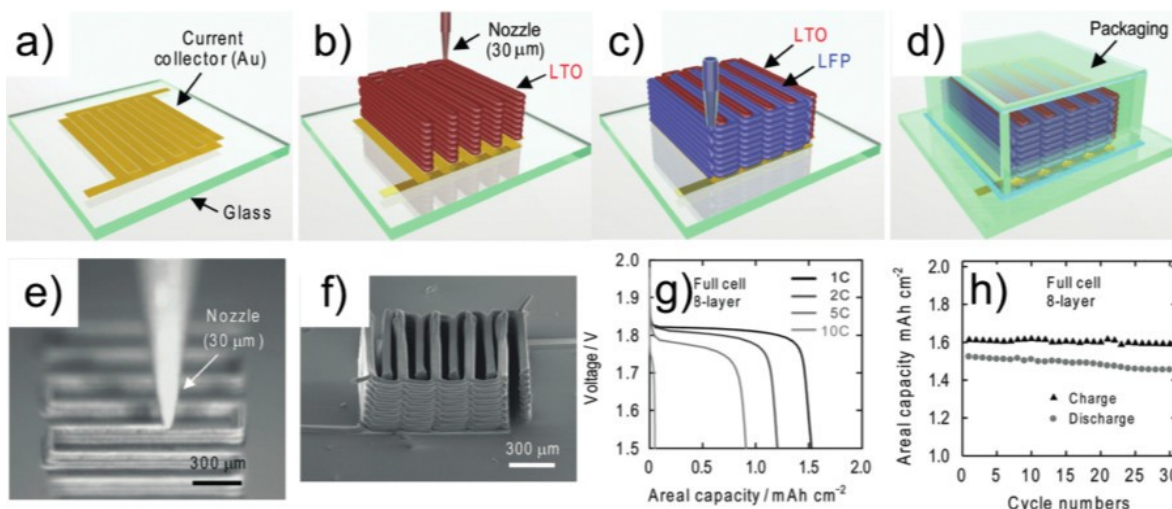 a)
Current
collector (Au)
Glass
b)
Nozzle
(30 μm)
LTO
c)
LTO
LFP
d)
Packaging
e)
Nozzle
(30 μm)
300 μm
f)
300 μm
g)
Full cell
8-layer
1C
2C
5C
10C
2.0
1.9
1.8
1.7
1.6
1.5
Voltage / V
0
0.5
1.0
1.5
2.0
Areal capacity / mAh cm⁻²
h)
Full cell
8-layer
2.0
1.8
1.6
1.4
1.2
1.0
Areal capacity mAh cm⁻²
Charge
Discharge
0
5
10
15
20
25
30
Cycle numbers